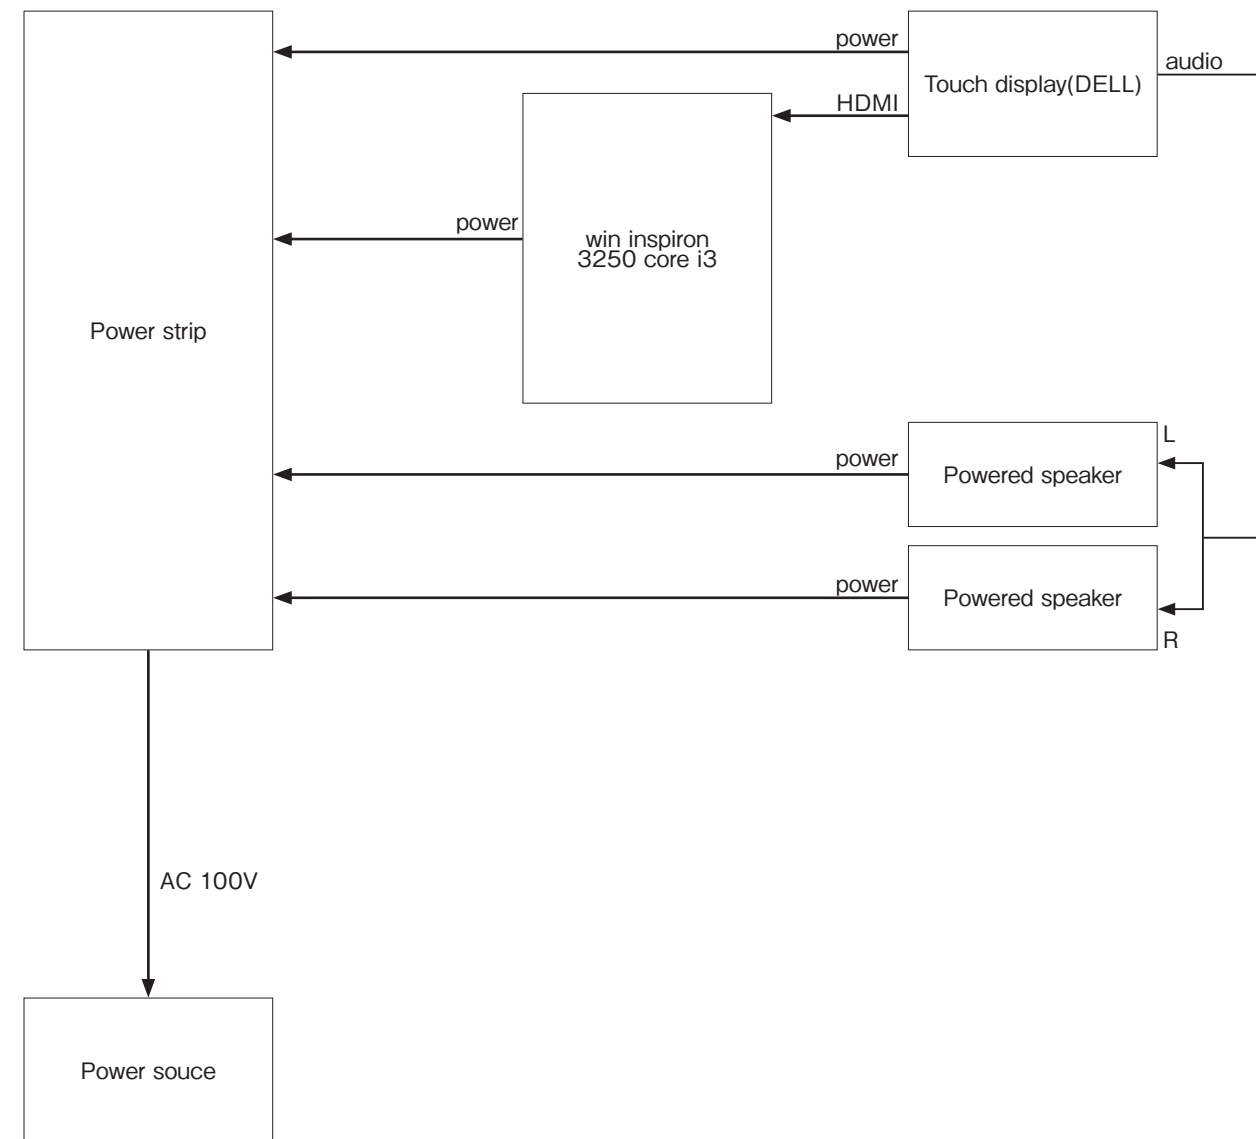 power
Touch display(DELL)
audio
HDMI
power
win inspiron
3250 core i3
Power strip
L
power
Powered speaker
power
Powered speaker
R
AC 100V
Power souce